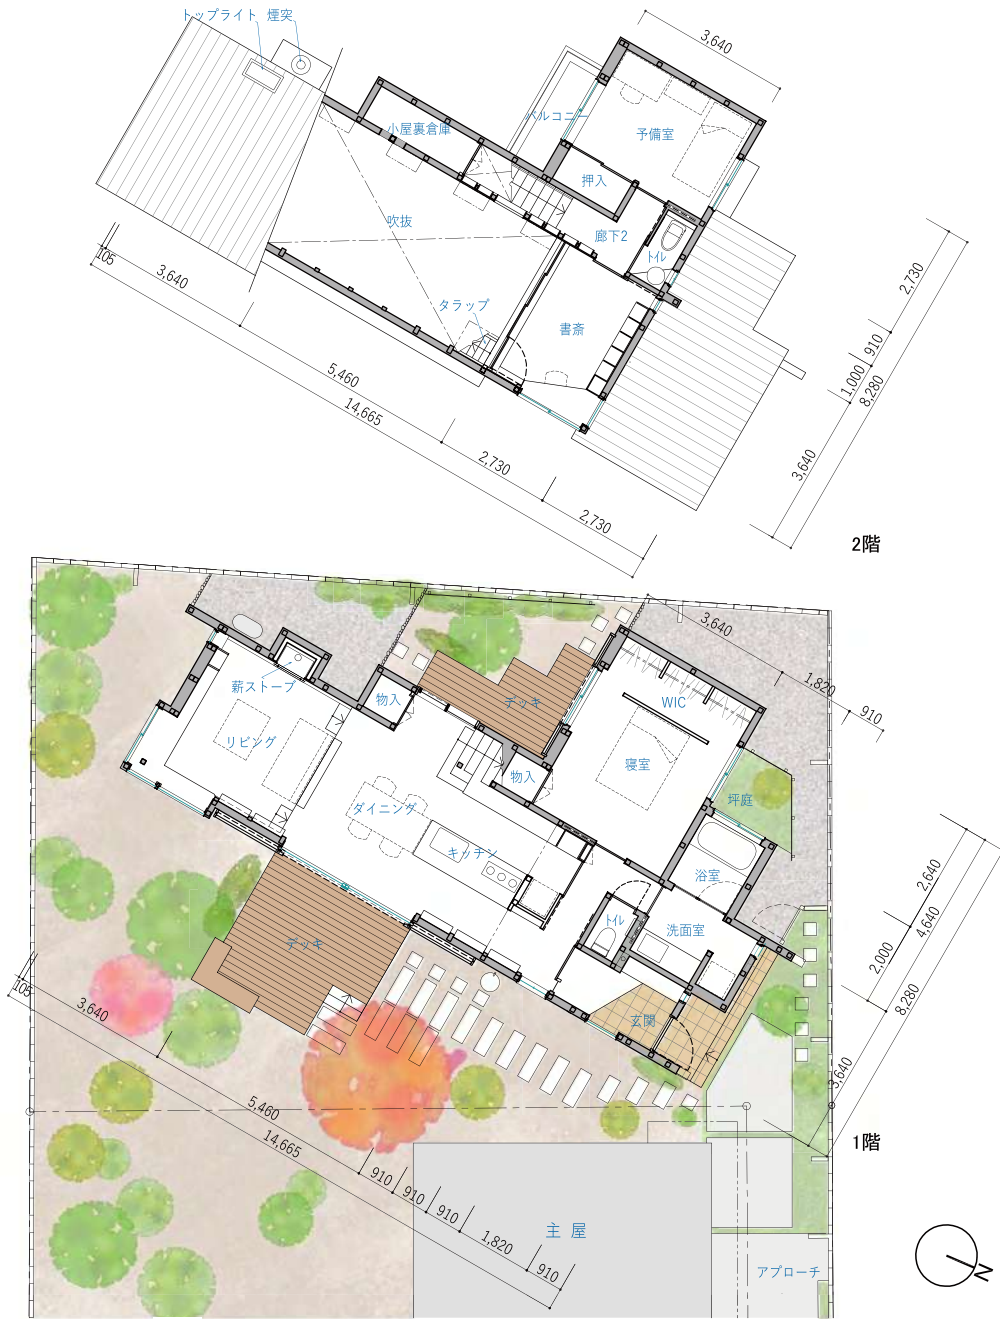 トップライト 煙突
3,640
小屋裏倉庫
バルコニー
予備室
押入
吹抜
廊下2
トイレ
タラップ
書斎
105
3,640
5,460
14,665
2,730
2,730
2,730
910
1,000
8,280
3,640
2階
3,640
1,820
910
薪ストーブ
物入
デッキ
WIC
リビング
物入
寝室
坪庭
ダイニング
キッチン
浴室
トイレ
洗面室
デッキ
玄関
2,640
4,640
2,000
8,280
3,640
105
3,640
5,460
14,665
910
910
910
1,820
910
1階
主屋
アプローチ
N